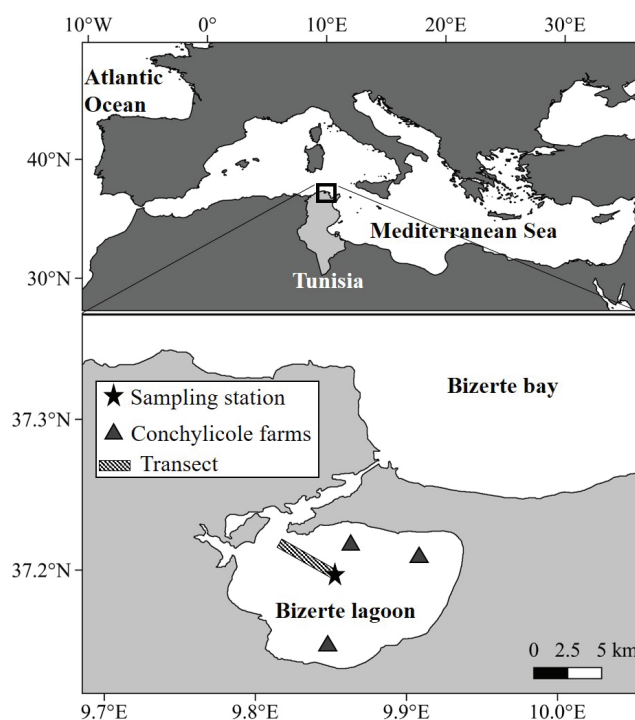 10°W 0° 10°E 20°E 30°E
Atlantic
Ocean
40°N
Mediterranean Sea
30°N
Tunisia
Bizerte bay
Sampling station
37.3°N
Conchylicole farms
Transect
37.2°N
Bizerte lagoon
0 2.5 5 km
9.7°E 9.8°E 9.9°E 10.0°E